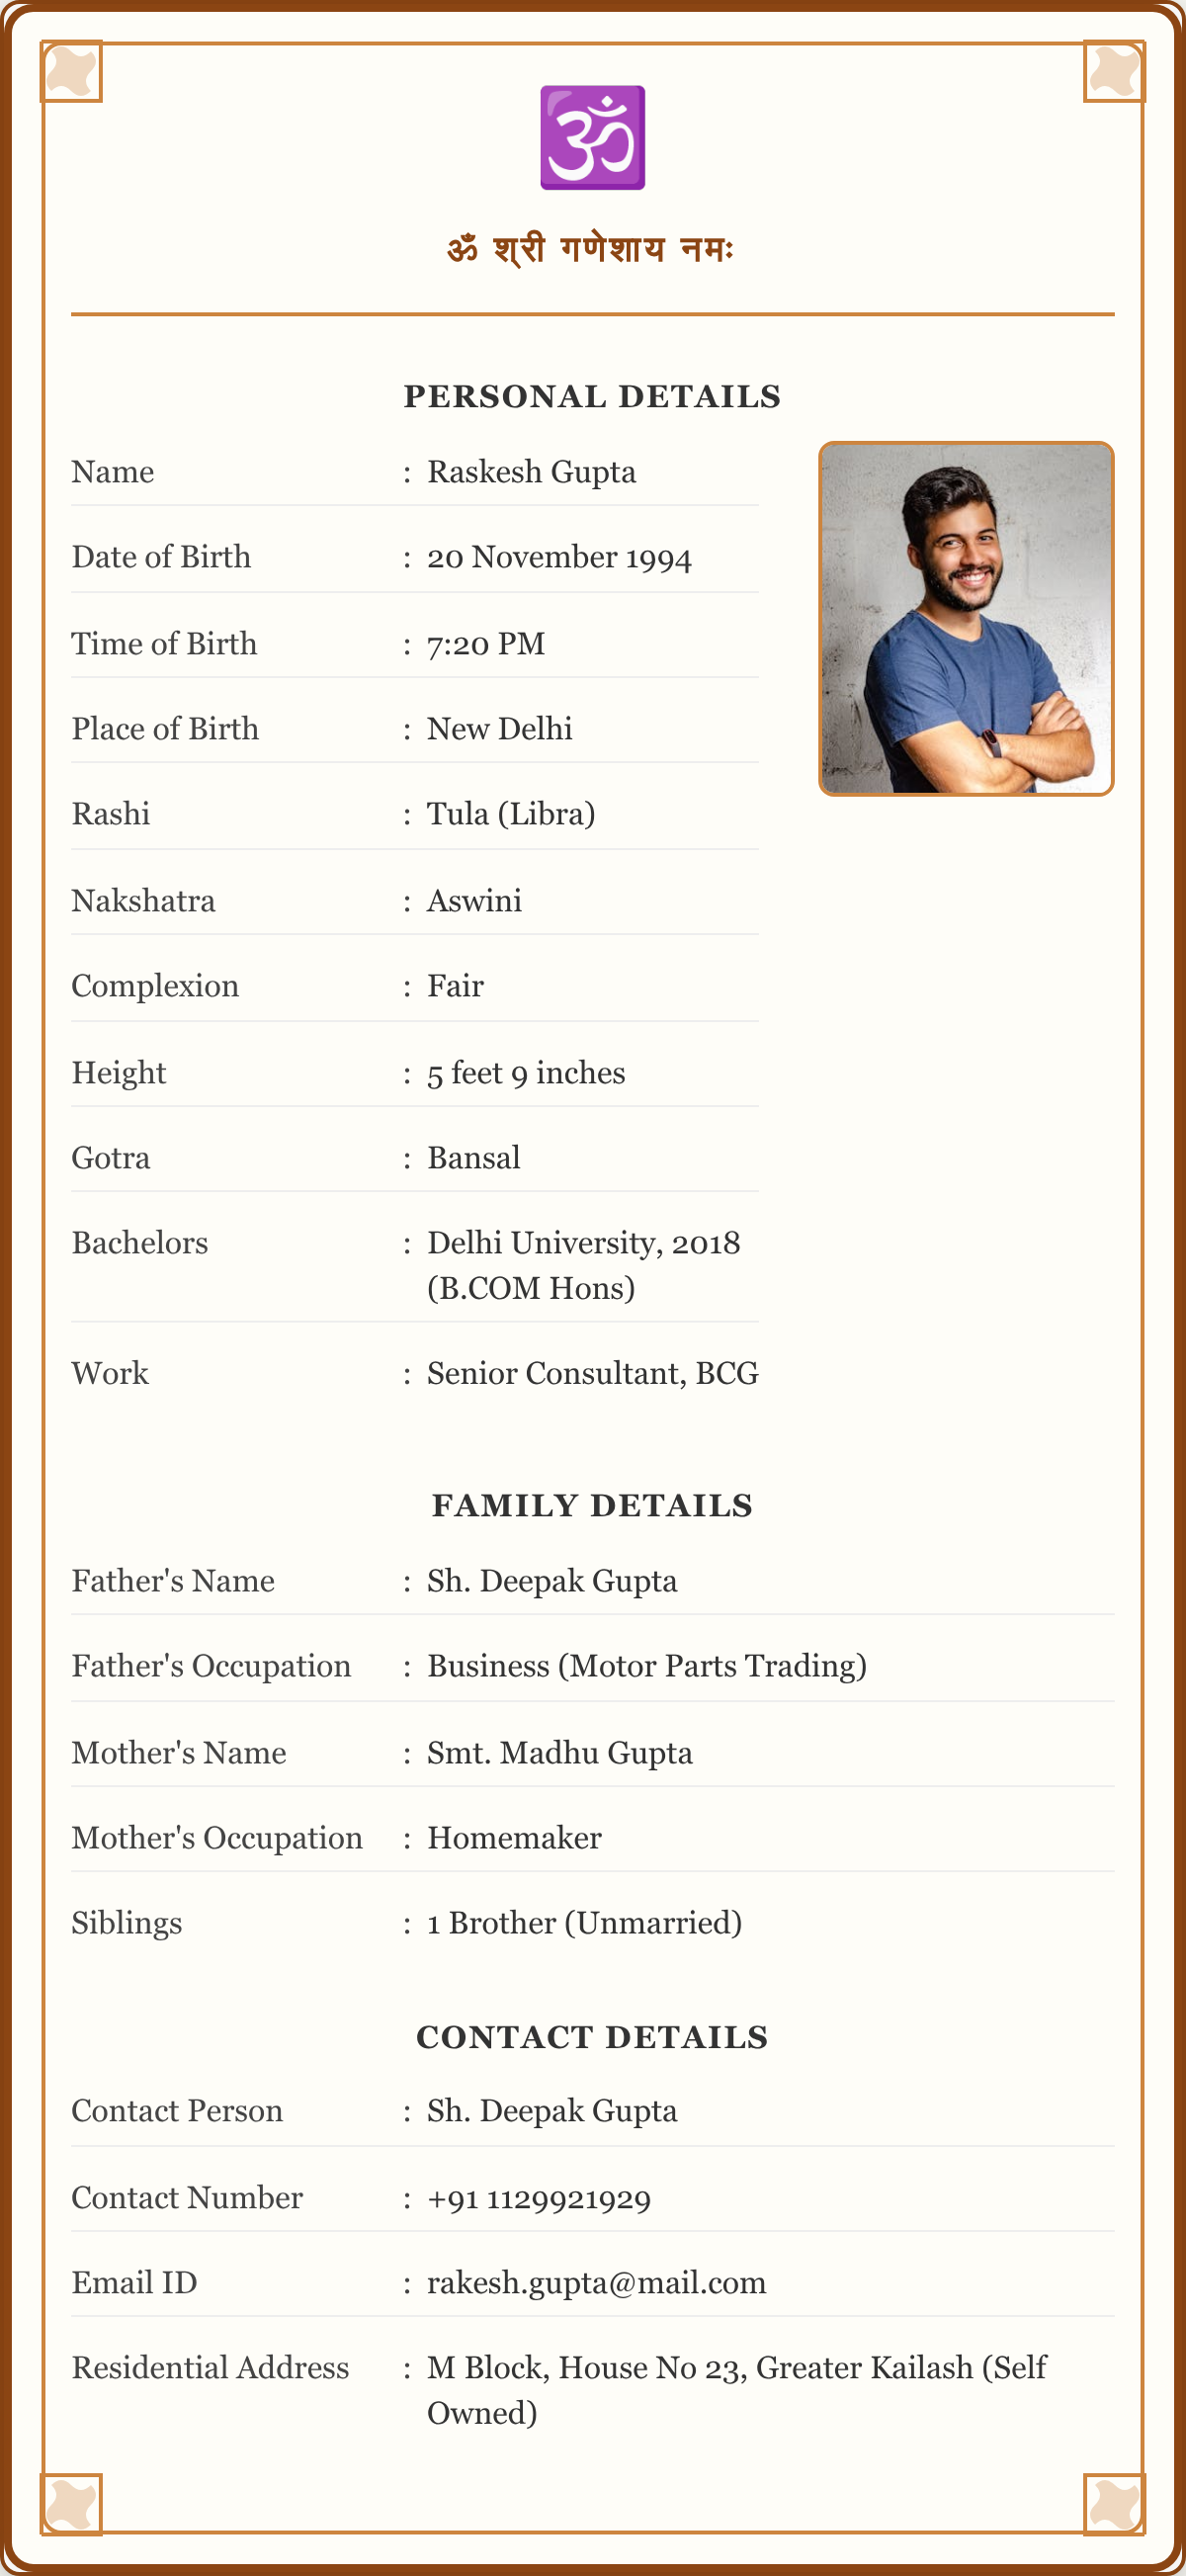 🕉
ॐ श्री गणेशाय नमः
PERSONAL DETAILS
Name : Raskesh Gupta
Date of Birth : 20 November 1994
Time of Birth : 7:20 PM
Place of Birth : New Delhi
Rashi : Tula (Libra)
Nakshatra : Aswini
Complexion : Fair
Height : 5 feet 9 inches
Gotra : Bansal
Bachelors : Delhi University, 2018
(B.COM Hons)
Work : Senior Consultant, BCG
FAMILY DETAILS
Father's Name : Sh. Deepak Gupta
Father's Occupation : Business (Motor Parts Trading)
Mother's Name : Smt. Madhu Gupta
Mother's Occupation : Homemaker
Siblings : 1 Brother (Unmarried)
CONTACT DETAILS
Contact Person : Sh. Deepak Gupta
Contact Number : +91 1129921929
Email ID : rakesh.gupta@mail.com
Residential Address : M Block, House No 23, Greater Kailash (Self
Owned)